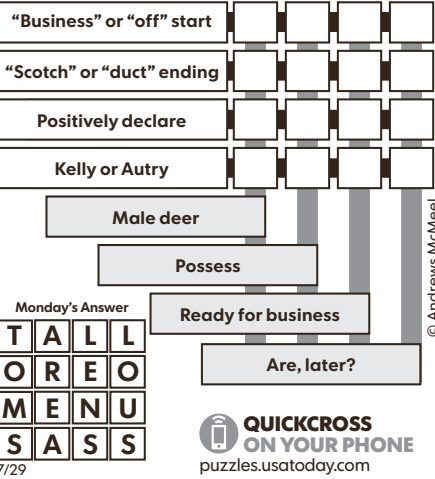 “Business” or “off” start
“Scotch” or “duct” ending
Positively declare
Kelly or Autry
Male deer
Possess
Ready for business
Are, later?
© Andrews McMeel
Monday's Answer
T A L L
O R E O
M E N U
S A S S
7/29
QUICKCROSS
ON YOUR PHONE
puzzles.usatoday.com